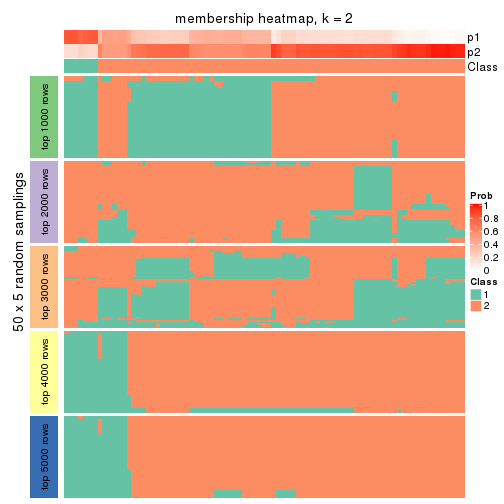 membership heatmap, k = 2
p1
p2
Class
50 x 5 random samplings
top 1000 rows
top 2000 rows
top 3000 rows
top 4000 rows
top 5000 rows
Prob
1
0.8
0.6
0.4
0.2
0
Class
1
2